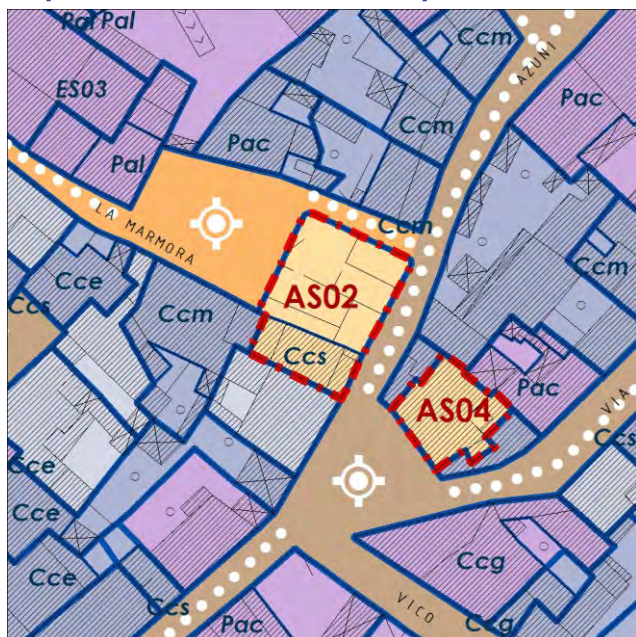 Pal Pal
Ccm
ES03
AZUNI
Pac
Ccm
Pac
Pal
LA MARMORA
Ccm
Cce
Ccm
Ccs
Ccm
AS02
Ccs
Pac
AS04
VIA
Ccs
Cce
Ccg
Cce
Ccs
Pac
VICO
Ccg